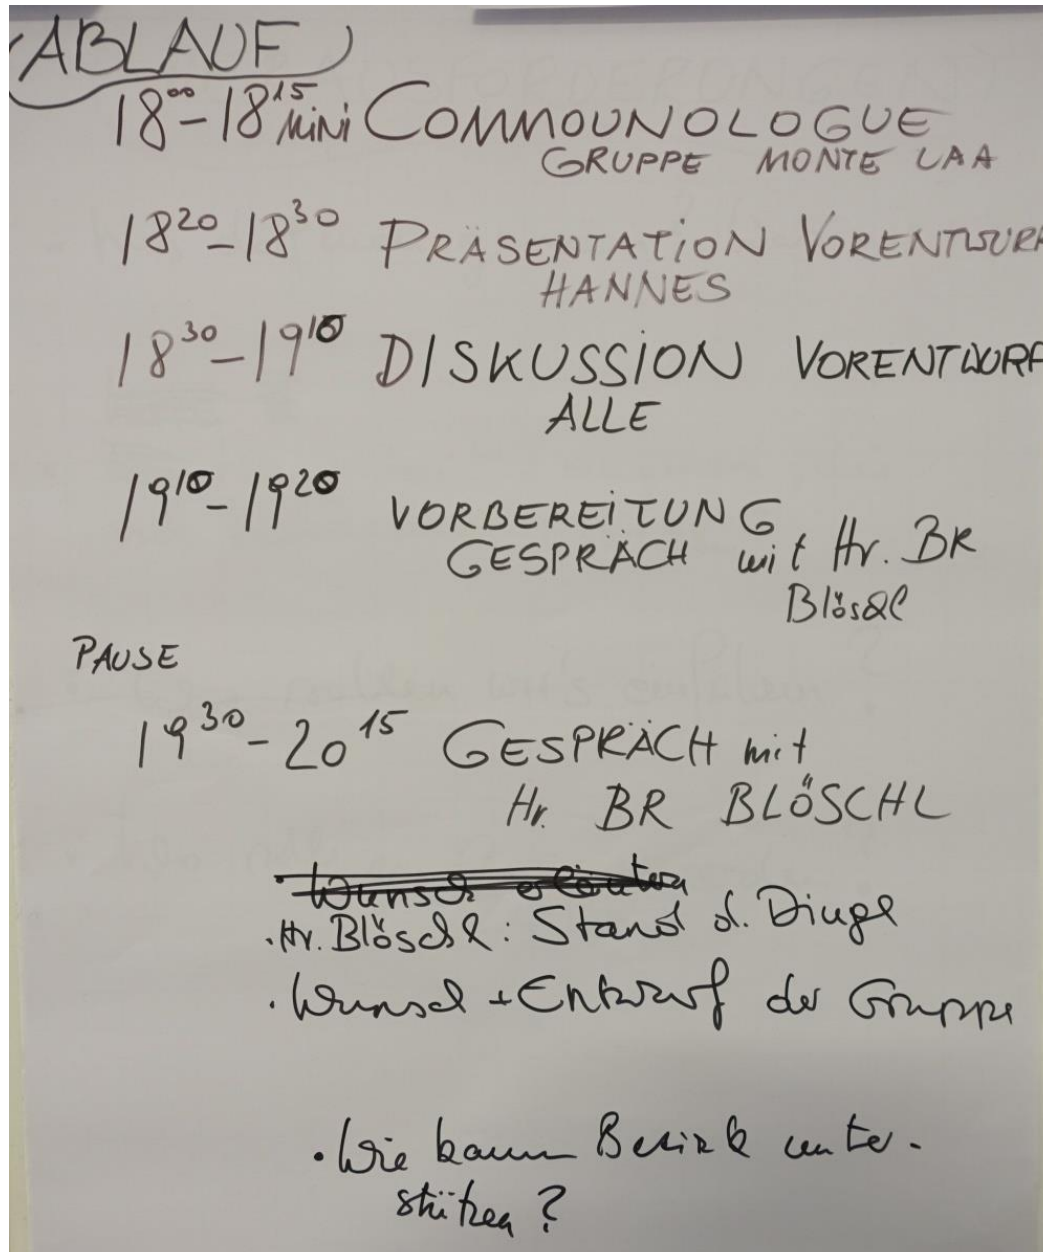 ABLAUF
18⁰⁰-18¹⁵ Mini COMMOUNOLOGUE
GRUPPE MONTE LAA
18²⁰-18³⁰ PRÄSENTATION VORENTWURF
HANNES
18³⁰-19¹⁰ DISKUSSION VORENTWURF
ALLE
19¹⁰-19²⁰ VORBEREITUNG
GESPRÄCH mit Hr. BR
Blöschl
PAUSE
19³⁰-20¹⁵ GESPRÄCH mit
Hr. BR BLÖSCHL
· Wunsch erläutern
· Hr. Blöschl: Stand d. Dinge
· Wunsch + Entwurf der Gruppe
· Wie kann Bezirk unter-
stützen?